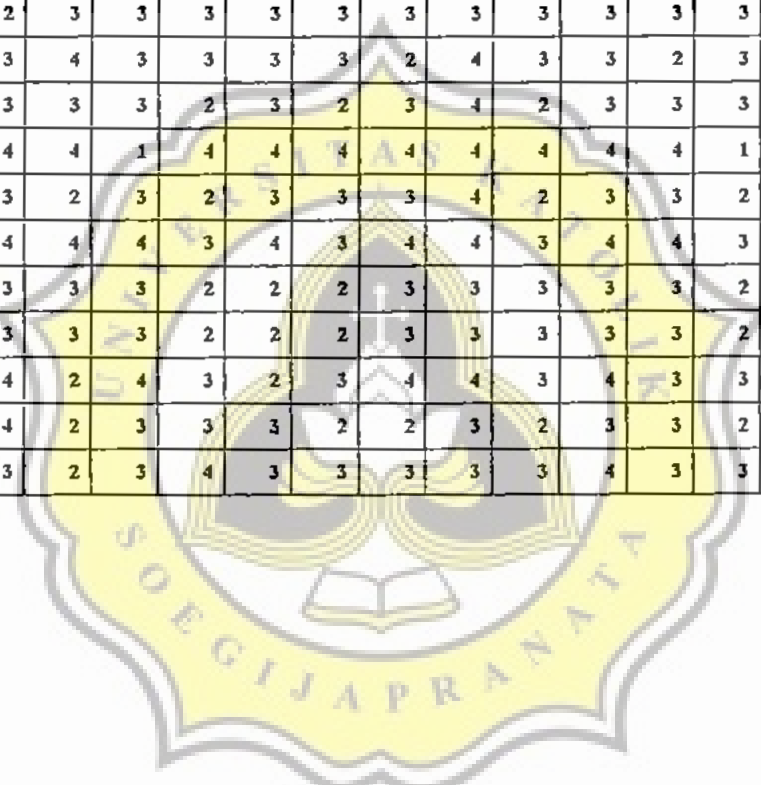 2 3 3 3 3 3 3 3 3 3 3 3
3 4 3 3 3 3 2 4 3 3 2 3
3 3 3 2 3 2 3 4 2 3 3 3
4 4 1 4 4 4 4 4 4 4 4 1
3 2 3 2 3 3 3 4 2 3 3 2
4 4 4 3 4 3 4 4 3 4 4 3
3 3 3 2 2 2 3 3 3 3 3 2
3 3 3 2 2 2 3 3 3 3 3 2
4 2 4 3 2 3 4 4 3 4 3 3
4 2 3 3 3 2 2 3 2 3 3 2
3 2 3 4 3 3 3 3 3 4 3 3
UNIVERSITAS KATOLIK
SOEGIJAPRANATA